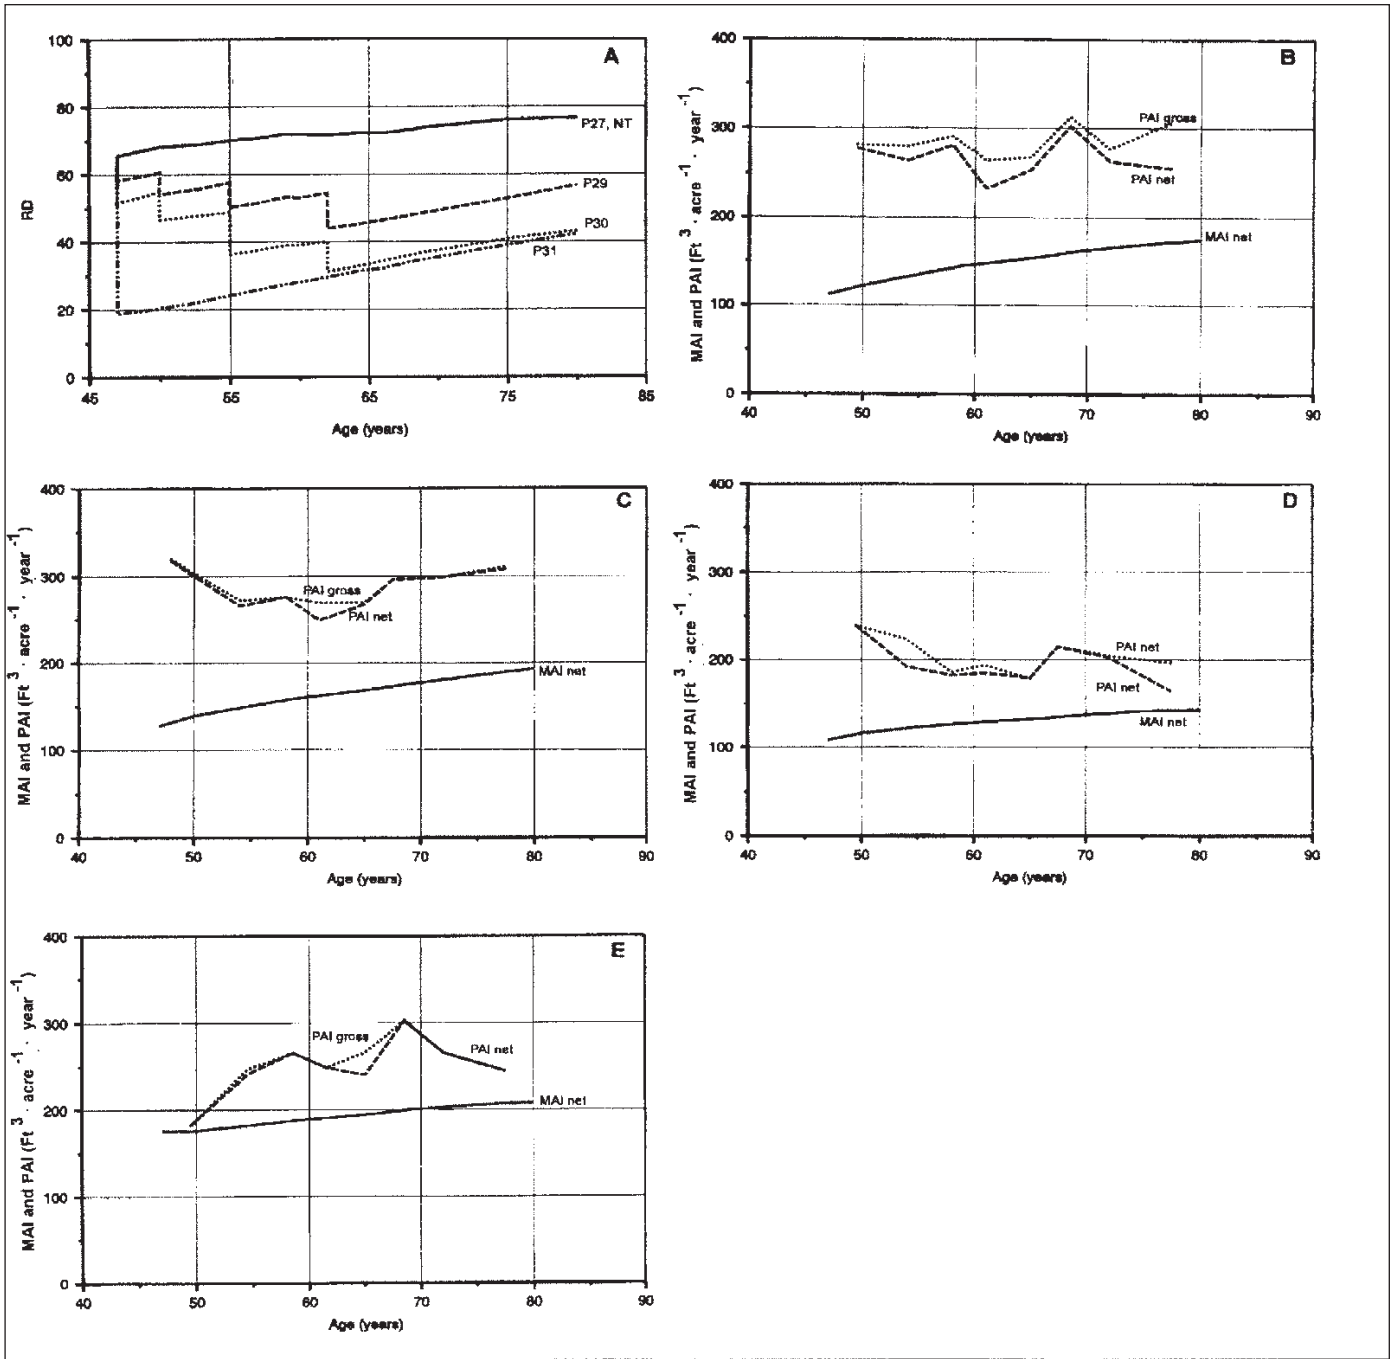 A
100
80
60
40
20
0
RD
P27, NT
P29
P30
P31
45
55
65
75
85
Age (years)
B
400
300
200
100
0
MAI and PAI (Ft 3 · acre -1 · year -1)
PAI gross
PAI net
MAI net
40
50
60
70
80
90
Age (years)
C
400
300
200
100
0
MAI and PAI (Ft 3 · acre -1 · year -1)
PAI gross
PAI net
MAI net
40
50
60
70
80
90
Age (years)
D
400
300
200
100
0
MAI and PAI (Ft 3 · acre -1 · year -1)
PAI net
PAI net
MAI net
40
50
60
70
80
90
Age (years)
E
400
300
200
100
0
MAI and PAI (Ft 3 · acre -1 · year -1)
PAI gross
PAI net
MAI net
40
50
60
70
80
90
Age (years)